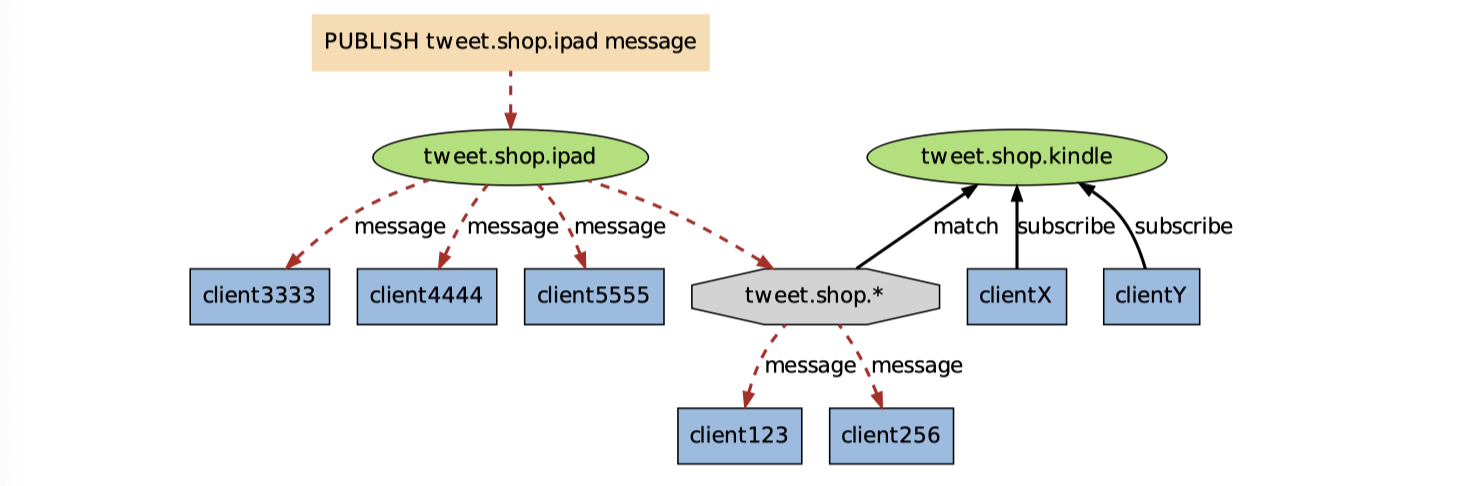 PUBLISH tweet.shop.ipad message
tweet.shop.ipad
tweet.shop.kindle
message
message
message
match
subscribe
subscribe
client3333
client4444
client5555
tweet.shop.*
clientX
clientY
message
message
client123
client256